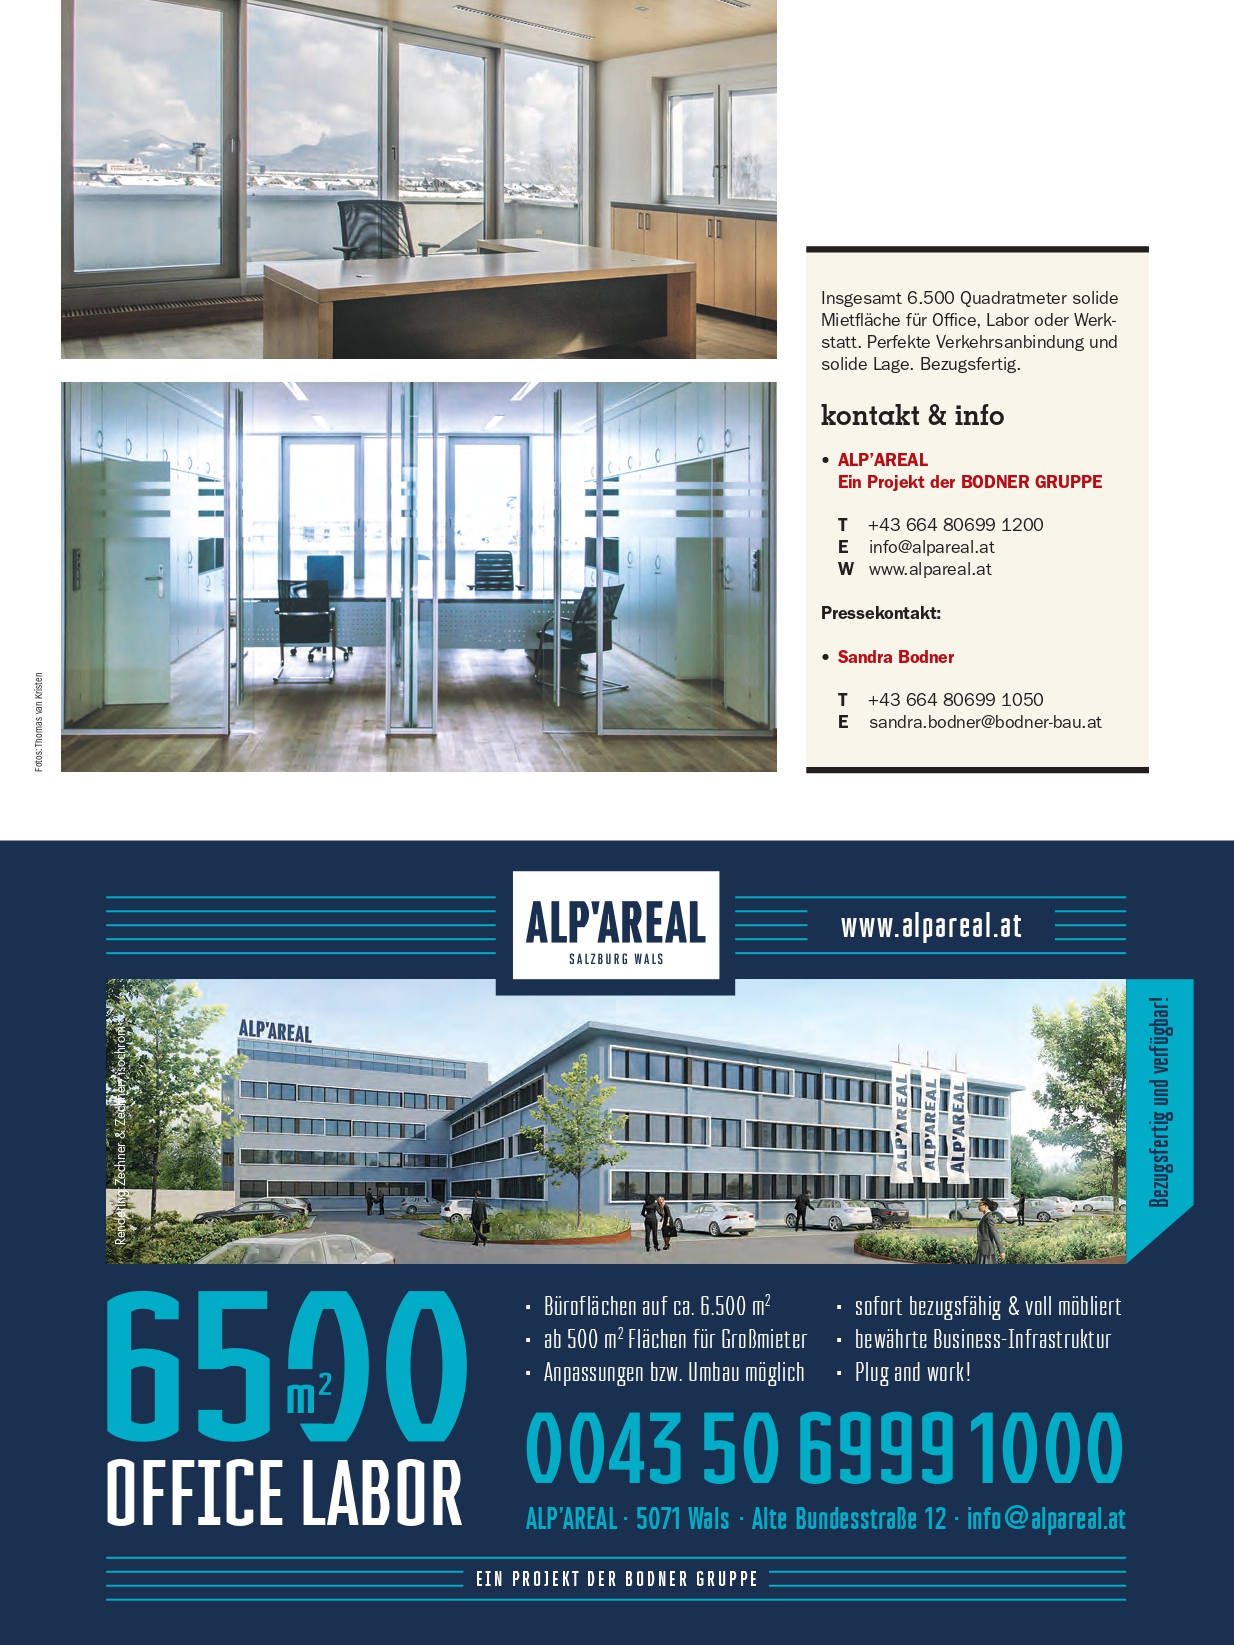 Insgesamt 6.500 Quadratmeter solide
Mietfläche für Office, Labor oder Werk-
statt. Perfekte Verkehrsanbindung und
solide Lage. Bezugsfertig.
kontakt & info
• ALP’AREAL
Ein Projekt der BODNER GRUPPE
T +43 664 80699 1200
E info@alpareal.at
W www.alpareal.at
Pressekontakt:
• Sandra Bodner
T +43 664 80699 1050
E sandra.bodner@bodner-bau.at
Fotos: Thomas van Kristen
ALP'AREAL
SALZBURG WALS
www.alpareal.at
ALP'AREAL
ALP'AREAL
ALP'AREAL
ALP'AREAL
Rendering: Zechner & Zechner / Isochrom
Bezugsfertig und verfügbar!
6500
m²
OFFICE LABOR
· Büroflächen auf ca. 6.500 m²
· ab 500 m² Flächen für Großmieter
· Anpassungen bzw. Umbau möglich
· sofort bezugsfähig & voll möbliert
· bewährte Business-Infrastruktur
· Plug and work!
0043 50 6999 1000
ALP’AREAL · 5071 Wals · Alte Bundesstraße 12 · info@alpareal.at
EIN PROJEKT DER BODNER GRUPPE